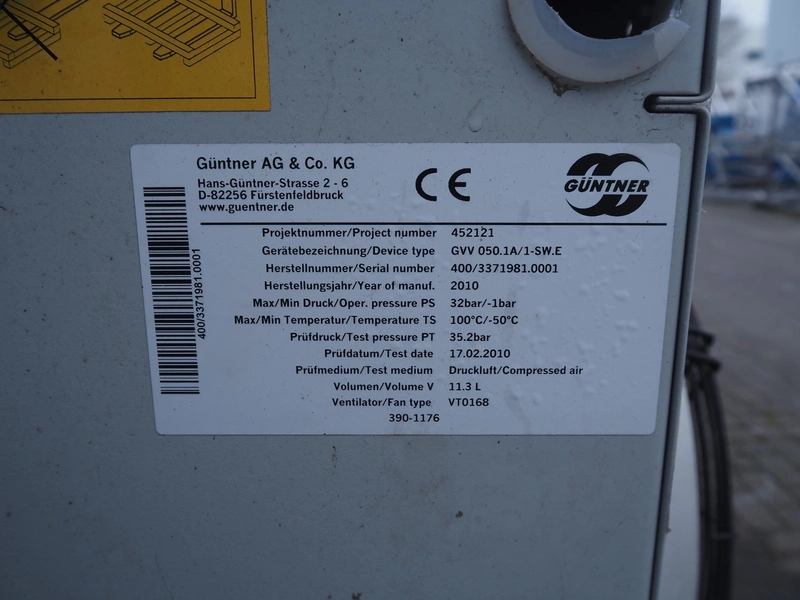 Güntner AG & Co. KG
Hans-Güntner-Strasse 2 - 6
D-82256 Fürstenfeldbruck
www.guentner.de
CE
GÜNTNER
400/3371981.0001
Projektnummer/Project number 452121
Gerätebezeichnung/Device type GVV 050.1A/1-SW.E
Herstellnummer/Serial number 400/3371981.0001
Herstellungsjahr/Year of manuf. 2010
Max/Min Druck/Oper. pressure PS 32bar/-1bar
Max/Min Temperatur/Temperature TS 100°C/-50°C
Prüfdruck/Test pressure PT 35.2bar
Prüfdatum/Test date 17.02.2010
Prüfmedium/Test medium Druckluft/Compressed air
Volumen/Volume V 11.3 L
Ventilator/Fan type VT0168
390-1176